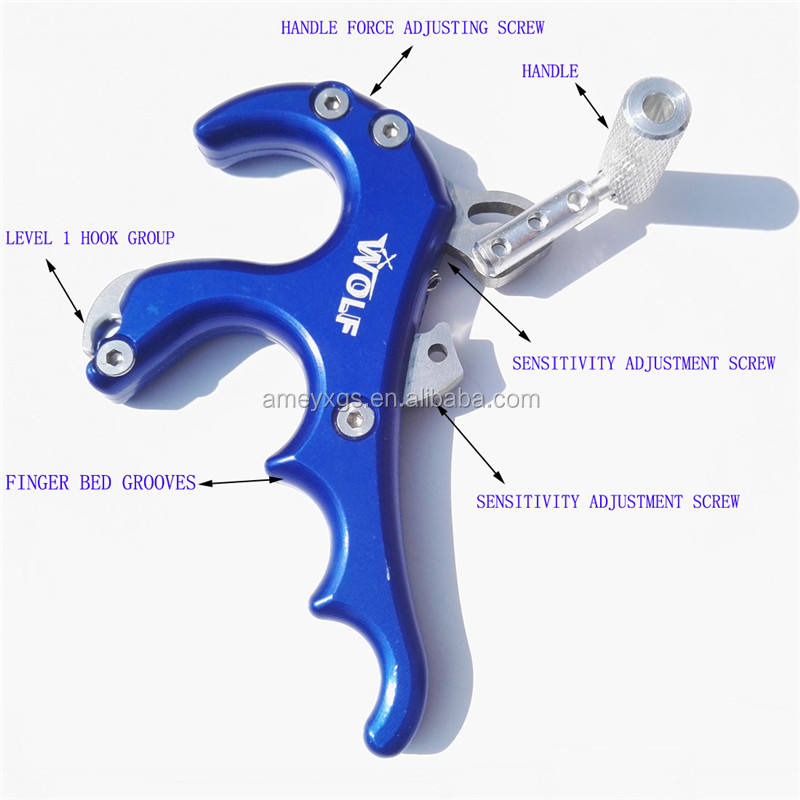 HANDLE FORCE ADJUSTING SCREW
HANDLE
LEVEL 1 HOOK GROUP
WOLF
SENSITIVITY ADJUSTMENT SCREW
ameyxgs.en.alibaba.com
FINGER BED GROOVES
SENSITIVITY ADJUSTMENT SCREW